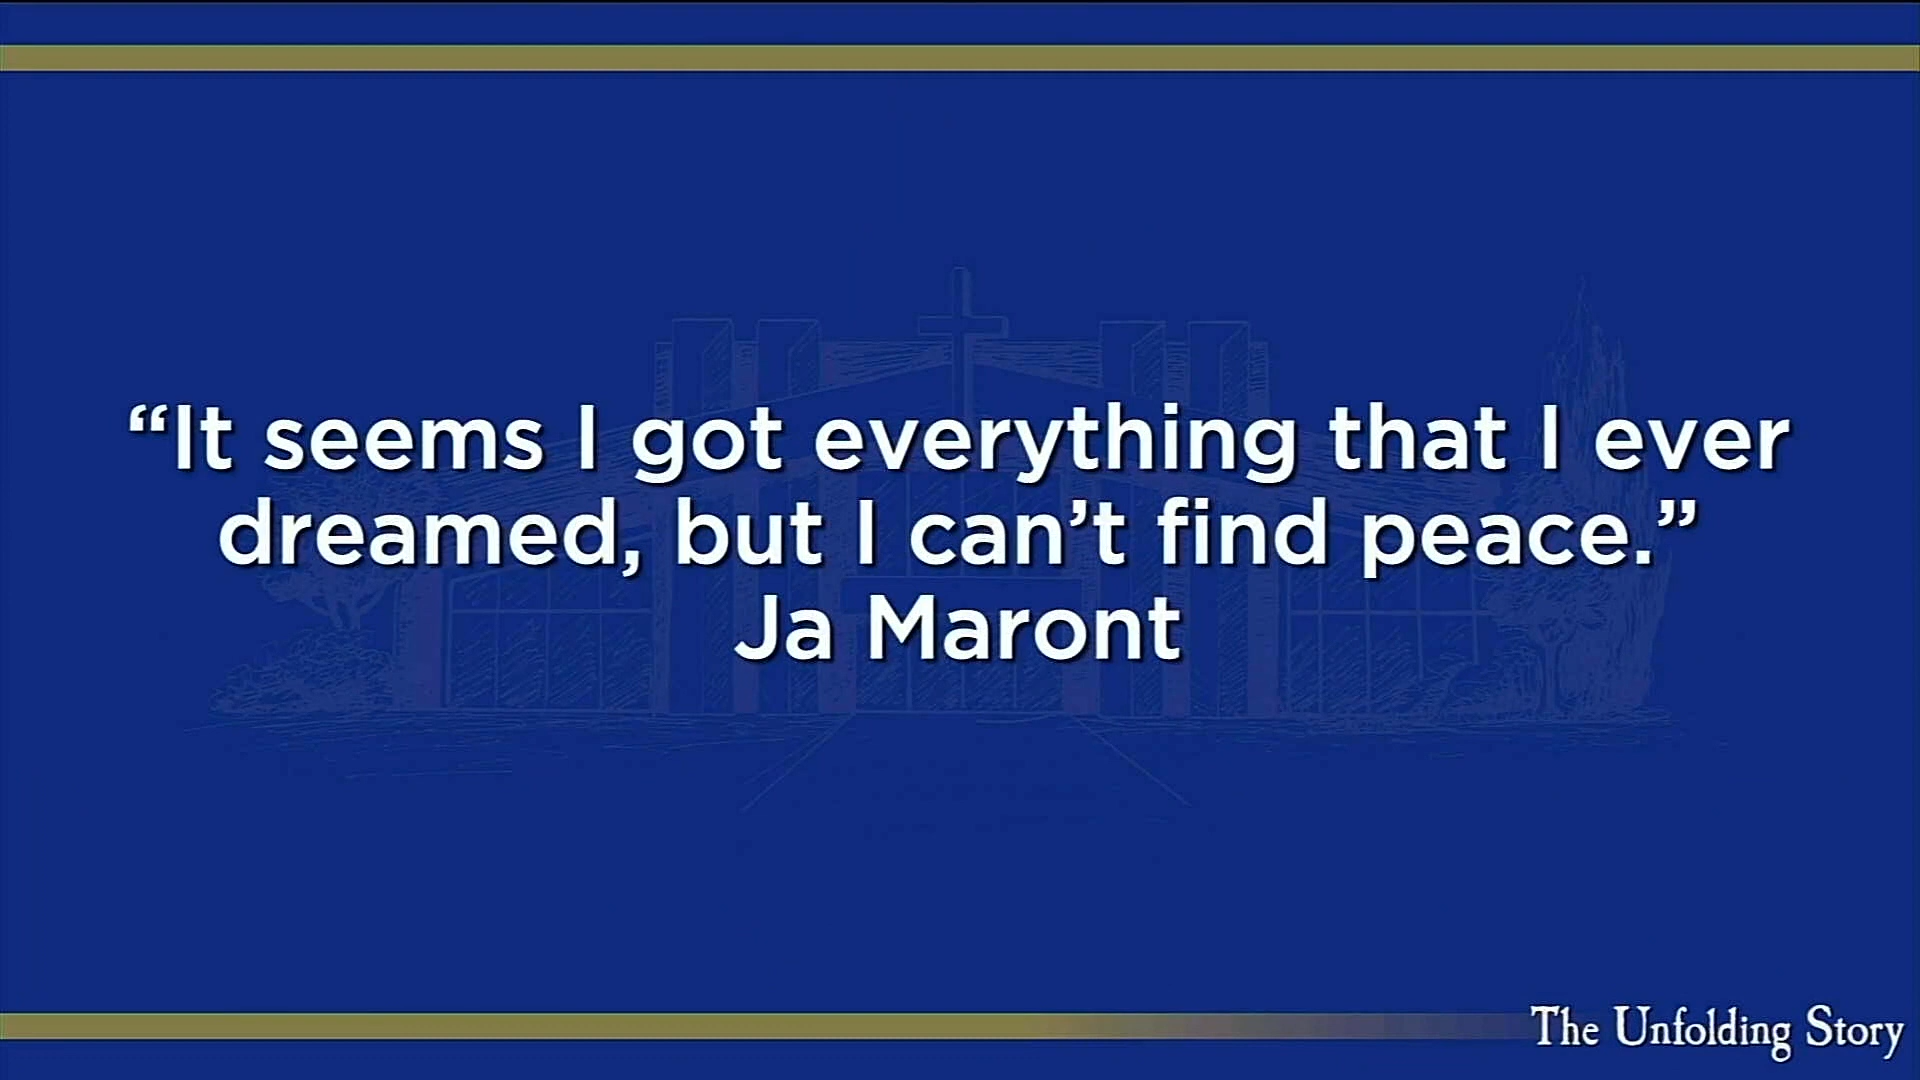 “It seems I got everything that I ever
dreamed, but I can’t find peace.”
Ja Maront
The Unfolding Story